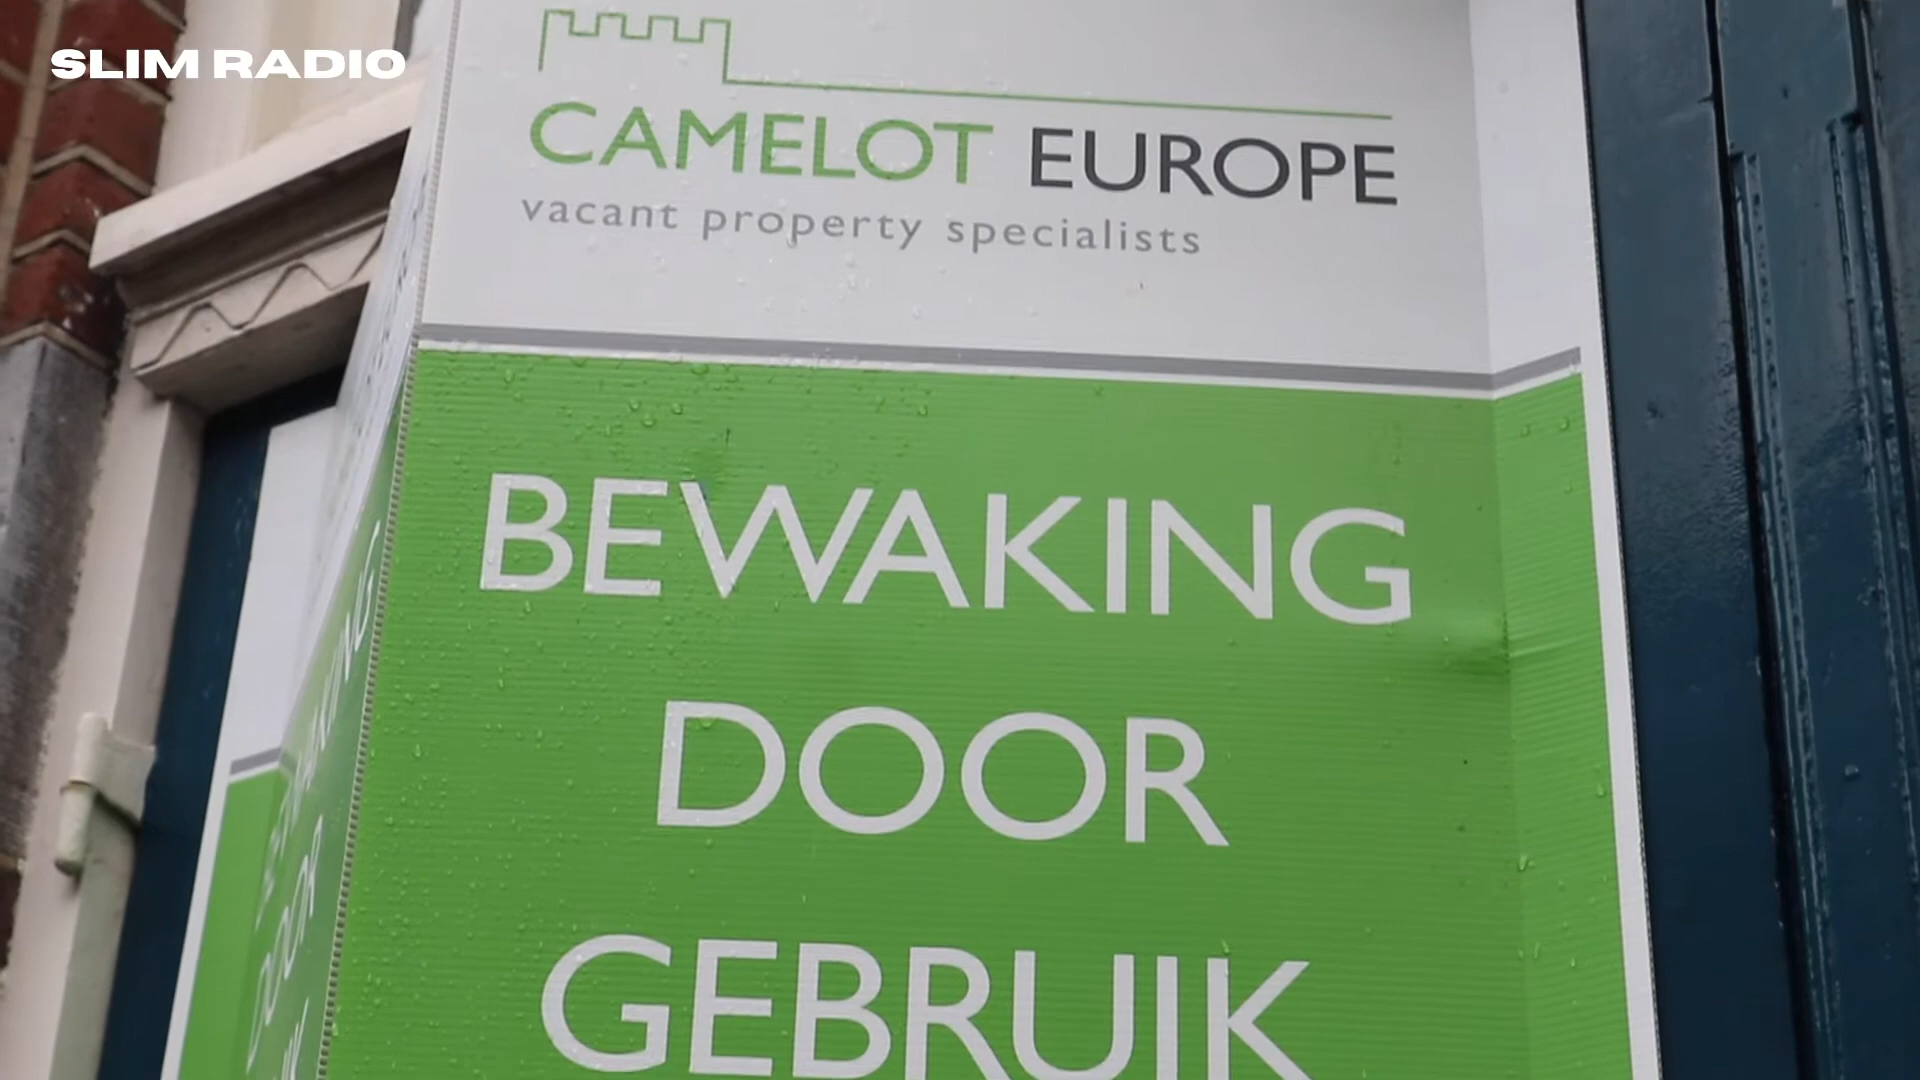 SLIM RADIO
CAMELOT EUROPE
vacant property specialists
BEWAKING
DOOR
GEBRUIK